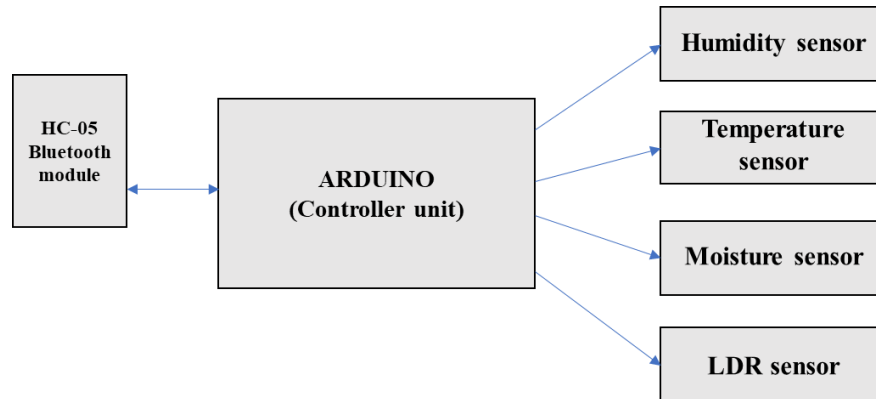 HC-05
Bluetooth
module
ARDUINO
(Controller unit)
Humidity sensor
Temperature
sensor
Moisture sensor
LDR sensor